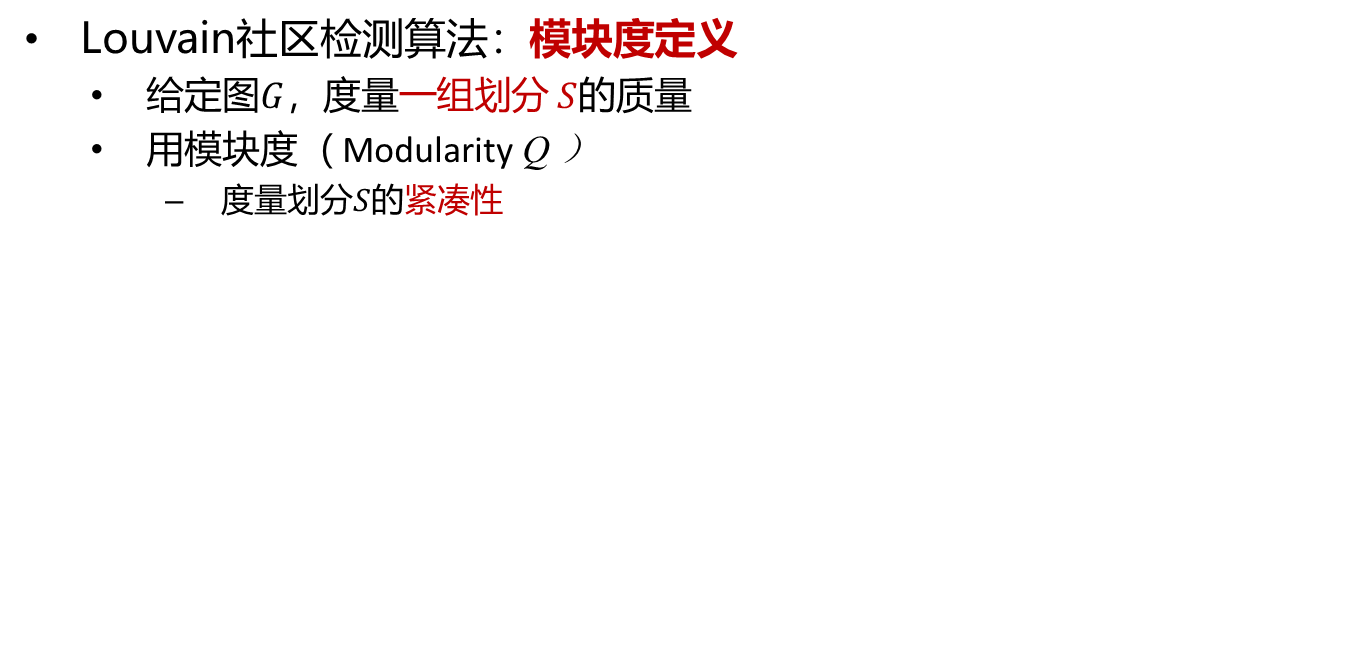 • Louvain社区检测算法：模块度定义
• 给定图G，度量一组划分 S的质量
• 用模块度（Modularity Q ）
– 度量划分S的紧凑性